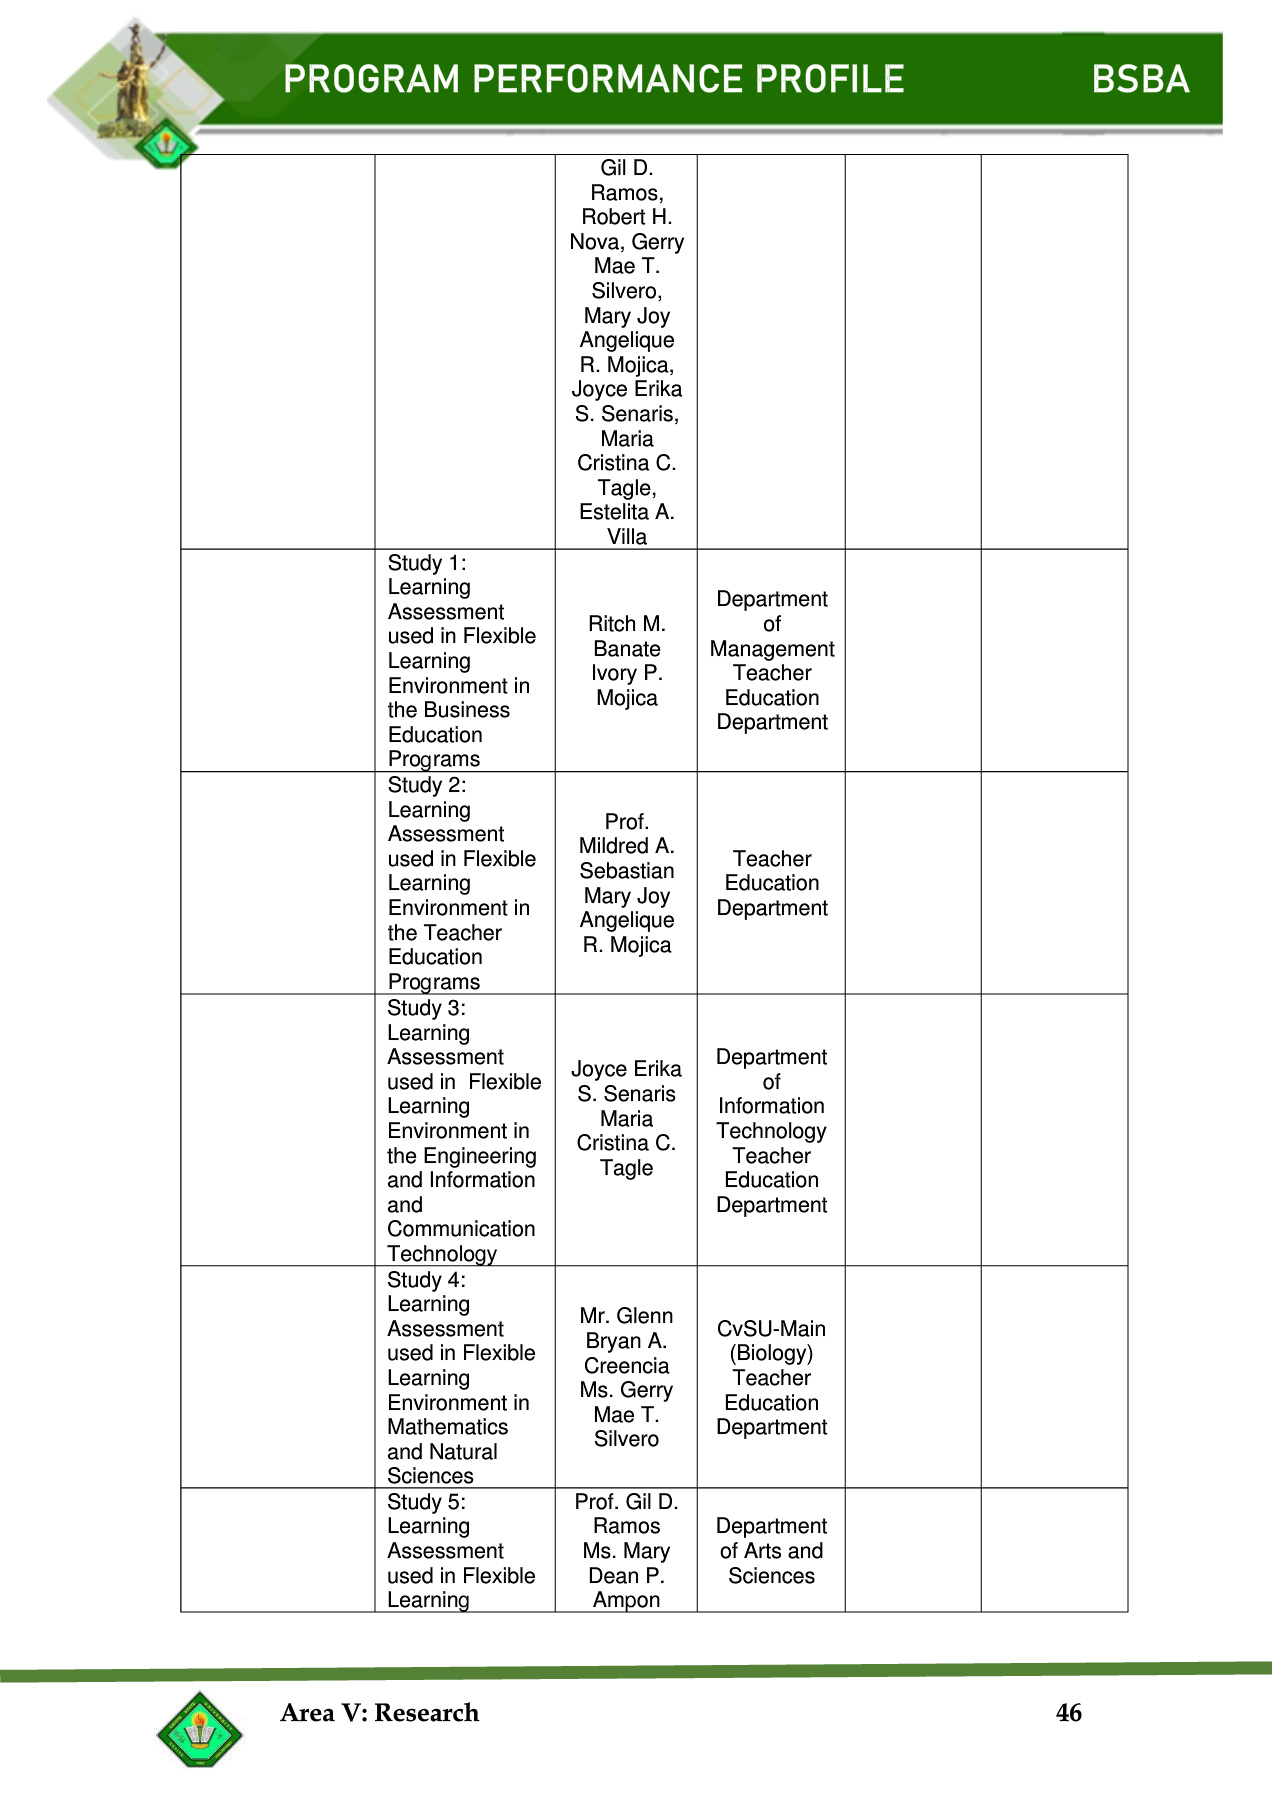 PROGRAM PERFORMANCE PROFILE BSBA
Gil D.
Ramos,
Robert H.
Nova, Gerry
Mae T.
Silvero,
Mary Joy
Angelique
R. Mojica,
Joyce Erika
S. Senaris,
Maria
Cristina C.
Tagle,
Estelita A.
Villa
Study 1:
Learning
Assessment
used in Flexible
Learning
Environment in
the Business
Education
Programs
Ritch M.
Banate
Ivory P.
Mojica
Department
of
Management
Teacher
Education
Department
Study 2:
Learning
Assessment
used in Flexible
Learning
Environment in
the Teacher
Education
Programs
Prof.
Mildred A.
Sebastian
Mary Joy
Angelique
R. Mojica
Teacher
Education
Department
Study 3:
Learning
Assessment
used in  Flexible
Learning
Environment in
the Engineering
and Information
and
Communication
Technology
Joyce Erika
S. Senaris
Maria
Cristina C.
Tagle
Department
of
Information
Technology
Teacher
Education
Department
Study 4:
Learning
Assessment
used in Flexible
Learning
Environment in
Mathematics
and Natural
Sciences
Mr. Glenn
Bryan A.
Creencia
Ms. Gerry
Mae T.
Silvero
CvSU-Main
(Biology)
Teacher
Education
Department
Study 5:
Learning
Assessment
used in Flexible
Learning
Prof. Gil D.
Ramos
Ms. Mary
Dean P.
Ampon
Department
of Arts and
Sciences
Area V: Research 46